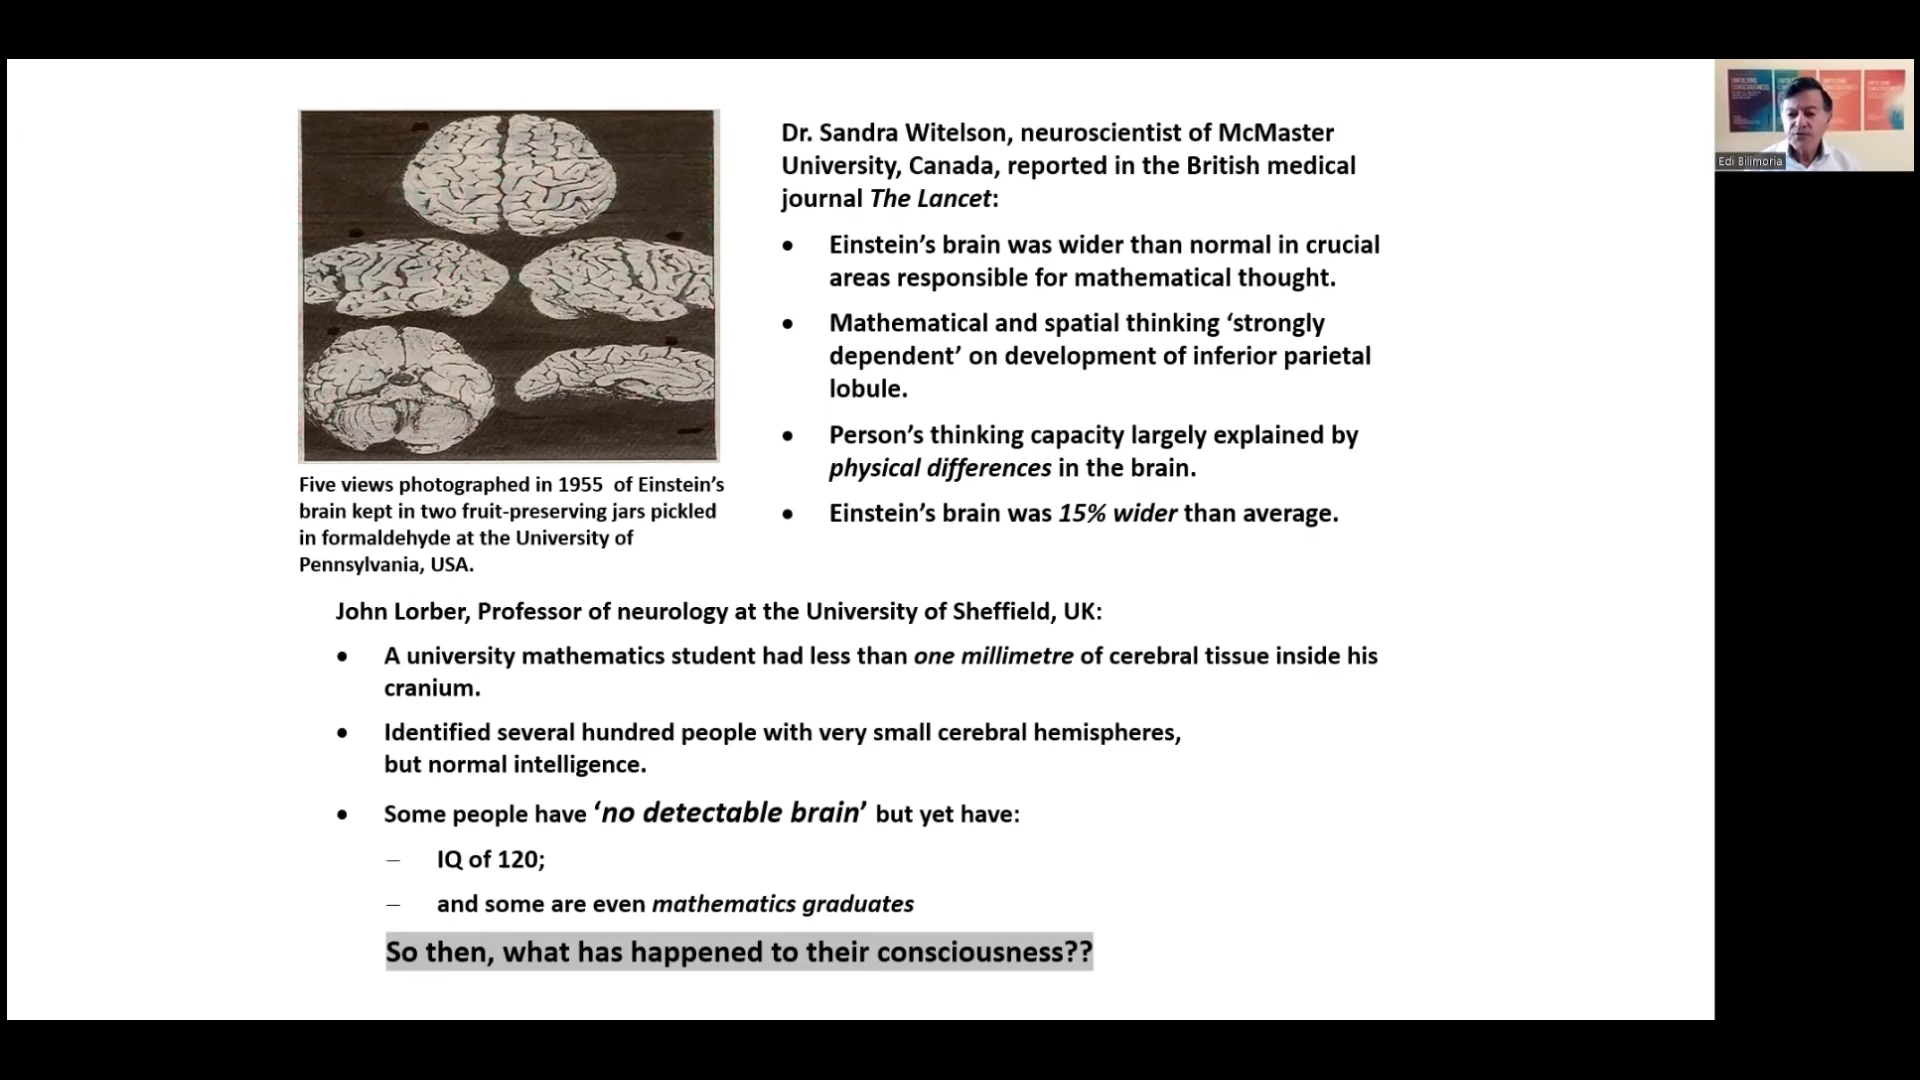 Dr. Sandra Witelson, neuroscientist of McMaster
University, Canada, reported in the British medical
journal The Lancet:
• Einstein’s brain was wider than normal in crucial
areas responsible for mathematical thought.
• Mathematical and spatial thinking ‘strongly
dependent’ on development of inferior parietal
lobule.
• Person’s thinking capacity largely explained by
physical differences in the brain.
• Einstein’s brain was 15% wider than average.
Five views photographed in 1955 of Einstein’s
brain kept in two fruit-preserving jars pickled
in formaldehyde at the University of
Pennsylvania, USA.
John Lorber, Professor of neurology at the University of Sheffield, UK:
• A university mathematics student had less than one millimetre of cerebral tissue inside his
cranium.
• Identified several hundred people with very small cerebral hemispheres,
but normal intelligence.
• Some people have ‘no detectable brain’ but yet have:
– IQ of 120;
– and some are even mathematics graduates
So then, what has happened to their consciousness??
Edi Bilimoria